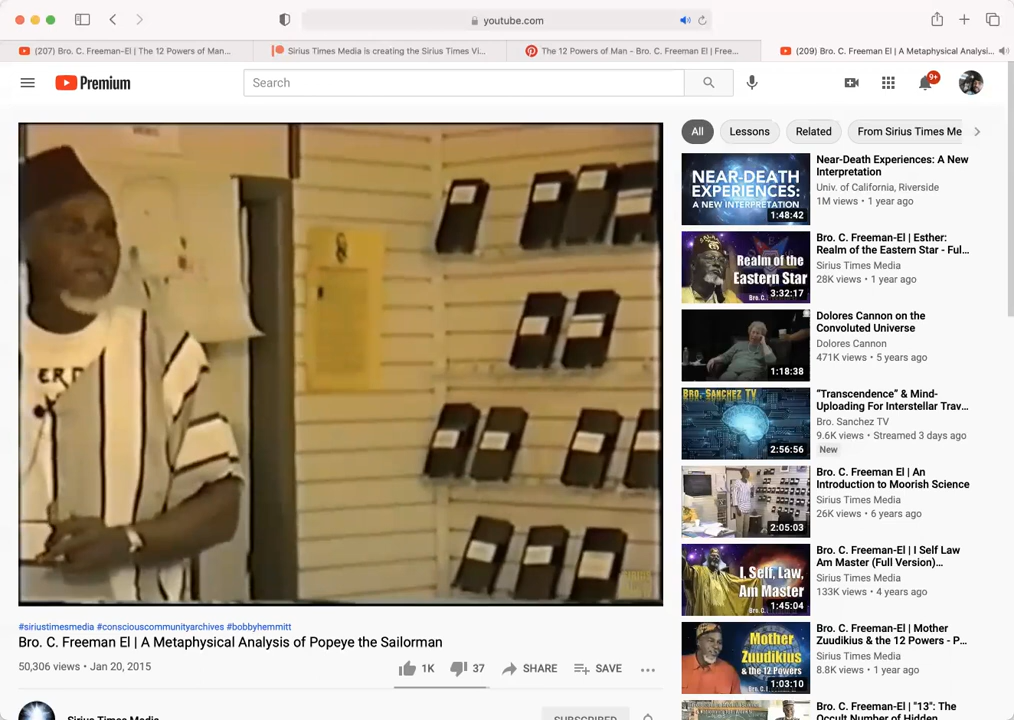 youtube.com
(207) Bro. C. Freeman-El | The 12 Powers of Man...
Sirius Times Media is creating the Sirius Times Vi...
The 12 Powers of Man - Bro. C. Freeman El | Free...
(209) Bro. C. Freeman El | A Metaphysical Analysi...
Premium
Search
9+
All
Lessons
Related
From Sirius Times Me
NEAR-DEATH
EXPERIENCES:
A NEW INTERPRETATION
1:48:42
Near-Death Experiences: A New
Interpretation
Univ. of California, Riverside
1M views • 1 year ago
Realm of the
Eastern Star
Bro. C.
3:32:17
Bro. C. Freeman-El | Esther:
Realm of the Eastern Star - Ful...
Sirius Times Media
28K views • 1 year ago
1:18:38
Dolores Cannon on the
Convoluted Universe
Dolores Cannon
471K views • 5 years ago
BRO. SANCHEZ TV
2:56:56
“Transcendence” & Mind-
Uploading For Interstellar Trav...
Bro. Sanchez TV
9.6K views • Streamed 3 days ago
New
2:05:03
Bro. C. Freeman El | An
Introduction to Moorish Science
Sirius Times Media
26K views • 6 years ago
I, Self, Law,
Am Master
1:45:04
Bro. C. Freeman-El | I Self Law
Am Master (Full Version)...
Sirius Times Media
133K views • 4 years ago
Mother
Zuudikius
& the 12 Powers
1:03:10
Bro. C. Freeman-El | Mother
Zuudikius & the 12 Powers - P...
Sirius Times Media
8.8K views • 1 year ago
Bro. C. Freeman-El | "13": The
Occult Number of Hidden
#siriustimesmedia #consciouscommunityarchives #bobbyhemmitt
Bro. C. Freeman El | A Metaphysical Analysis of Popeye the Sailorman
50,306 views • Jan 20, 2015
1K
37
SHARE
SAVE
Sirius Times Media
SUBSCRIBED